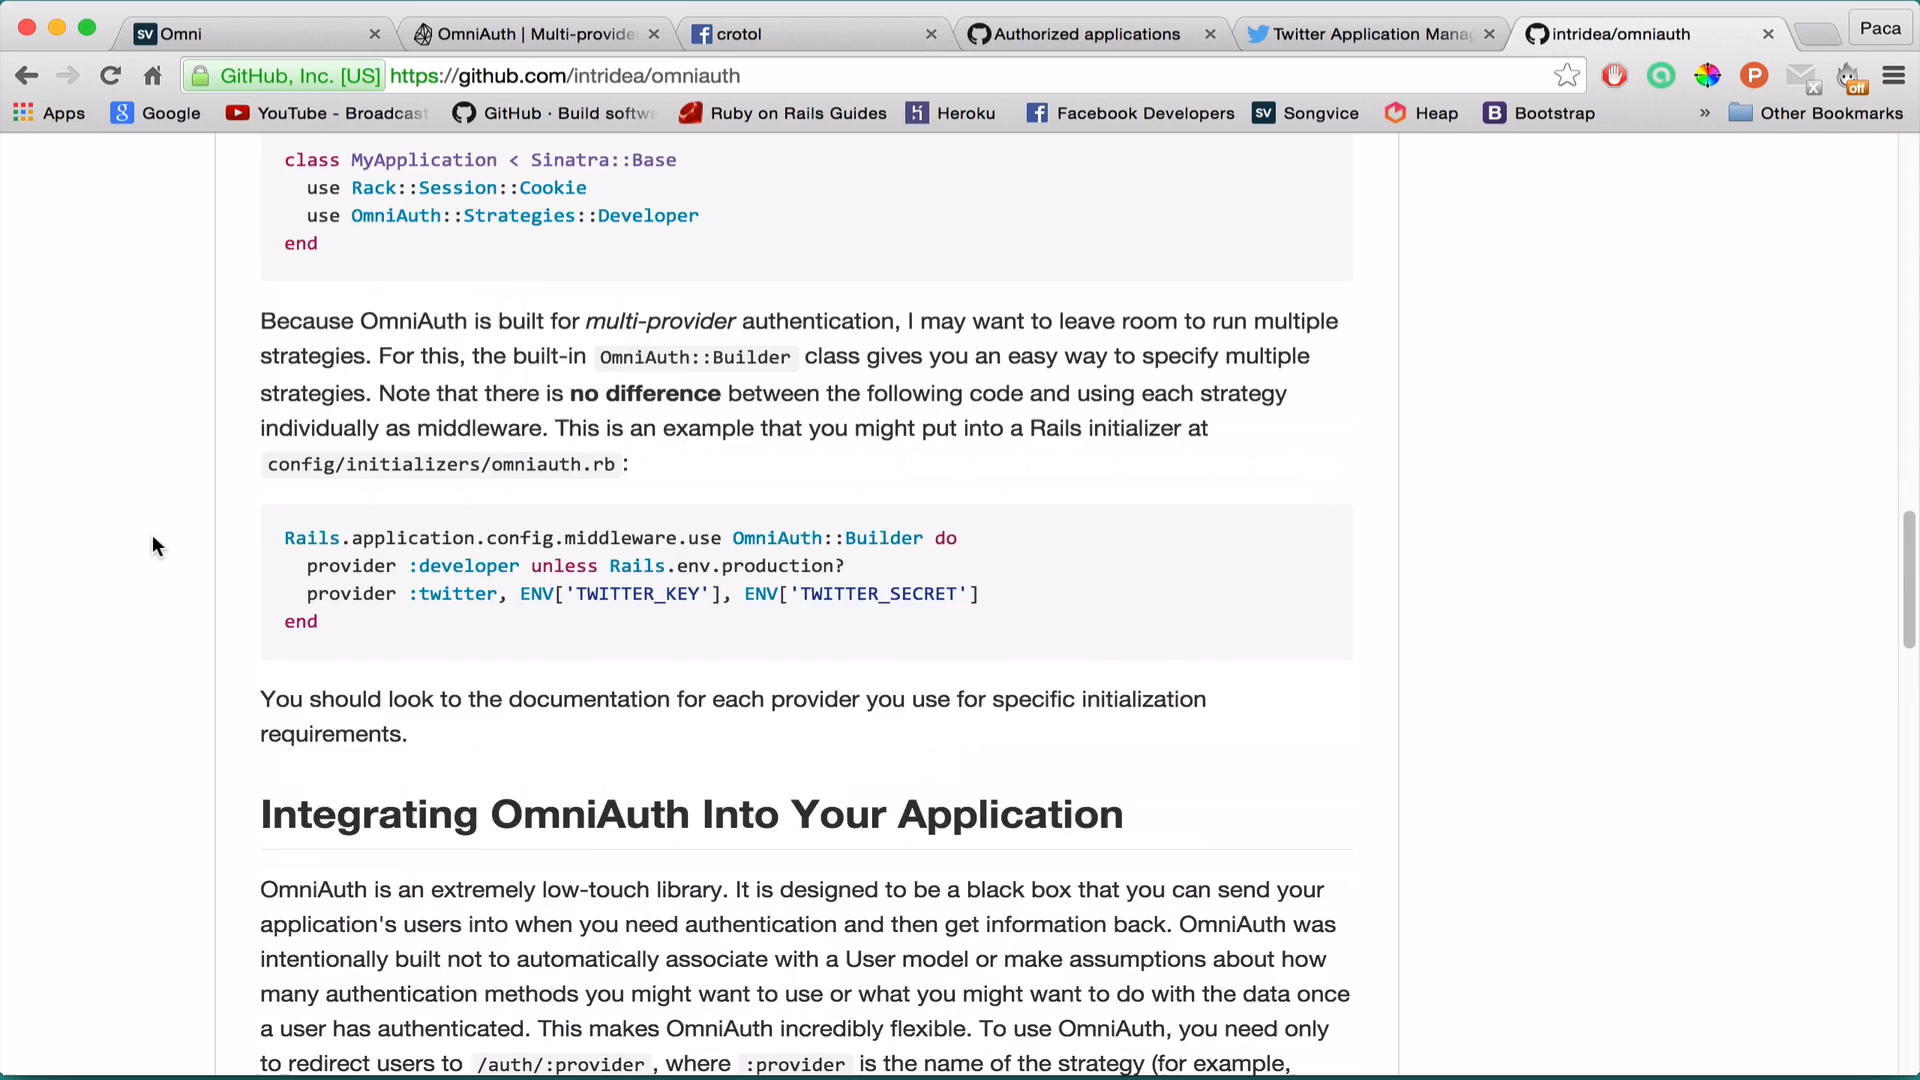 Omni
OmniAuth | Multi-provide
crotol
Authorized applications
Twitter Application Mana
intridea/omniauth
Paca
GitHub, Inc. [US] https://github.com/intridea/omniauth
off
Apps
Google
YouTube - Broadcast
GitHub · Build softwa
Ruby on Rails Guides
Heroku
Facebook Developers
Songvice
Heap
Bootstrap
»
Other Bookmarks
class MyApplication < Sinatra::Base
use Rack::Session::Cookie
use OmniAuth::Strategies::Developer
end
Because OmniAuth is built for multi-provider authentication, I may want to leave room to run multiple
strategies. For this, the built-in OmniAuth::Builder class gives you an easy way to specify multiple
strategies. Note that there is no difference between the following code and using each strategy
individually as middleware. This is an example that you might put into a Rails initializer at
config/initializers/omniauth.rb :
Rails.application.config.middleware.use OmniAuth::Builder do
provider :developer unless Rails.env.production?
provider :twitter, ENV['TWITTER_KEY'], ENV['TWITTER_SECRET']
end
You should look to the documentation for each provider you use for specific initialization
requirements.
Integrating OmniAuth Into Your Application
OmniAuth is an extremely low-touch library. It is designed to be a black box that you can send your
application's users into when you need authentication and then get information back. OmniAuth was
intentionally built not to automatically associate with a User model or make assumptions about how
many authentication methods you might want to use or what you might want to do with the data once
a user has authenticated. This makes OmniAuth incredibly flexible. To use OmniAuth, you need only
to redirect users to /auth/:provider , where :provider is the name of the strategy (for example,